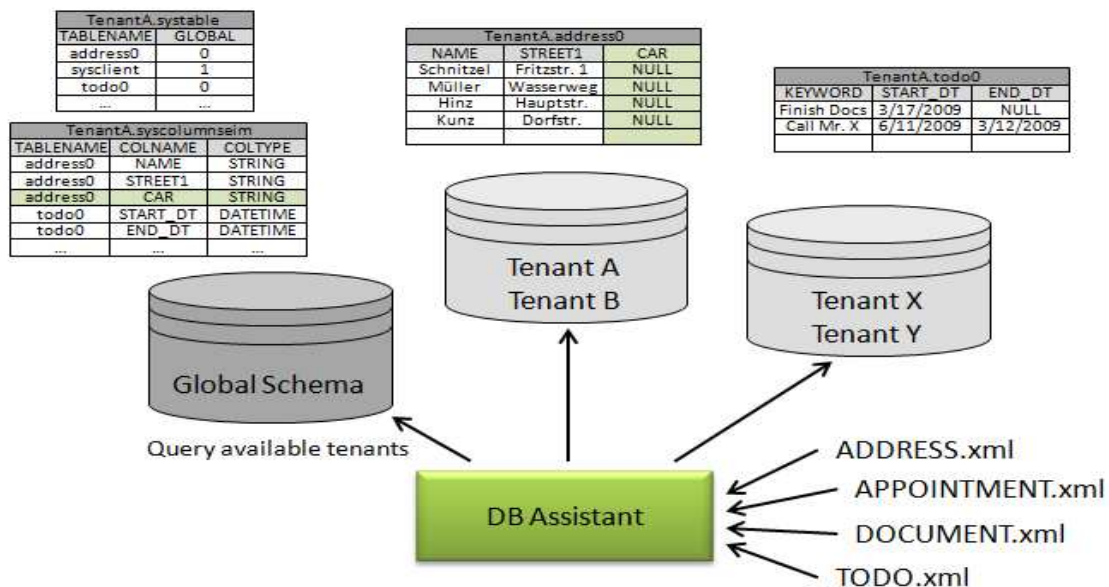 TenantA.systable
TABLENAME GLOBAL
address0 0
sysclient 1
todo0 0
... ...
TenantA.syscolumnseim
TABLENAME COLNAME COLTYPE
address0 NAME STRING
address0 STREET1 STRING
address0 CAR STRING
todo0 START_DT DATETIME
todo0 END_DT DATETIME
... ... ...
TenantA.address0
NAME STREET1 CAR
Schnitzel Fritzstr. 1 NULL
Müller Wasserweg NULL
Hinz Hauptstr. NULL
Kunz Dorfstr. NULL
TenantA.todo0
KEYWORD START_DT END_DT
Finish Docs 3/17/2009 NULL
Call Mr. X 6/11/2009 3/12/2009
Global Schema
Tenant A
Tenant B
Tenant X
Tenant Y
Query available tenants
DB Assistant
ADDRESS.xml
APPOINTMENT.xml
DOCUMENT.xml
TODO.xml